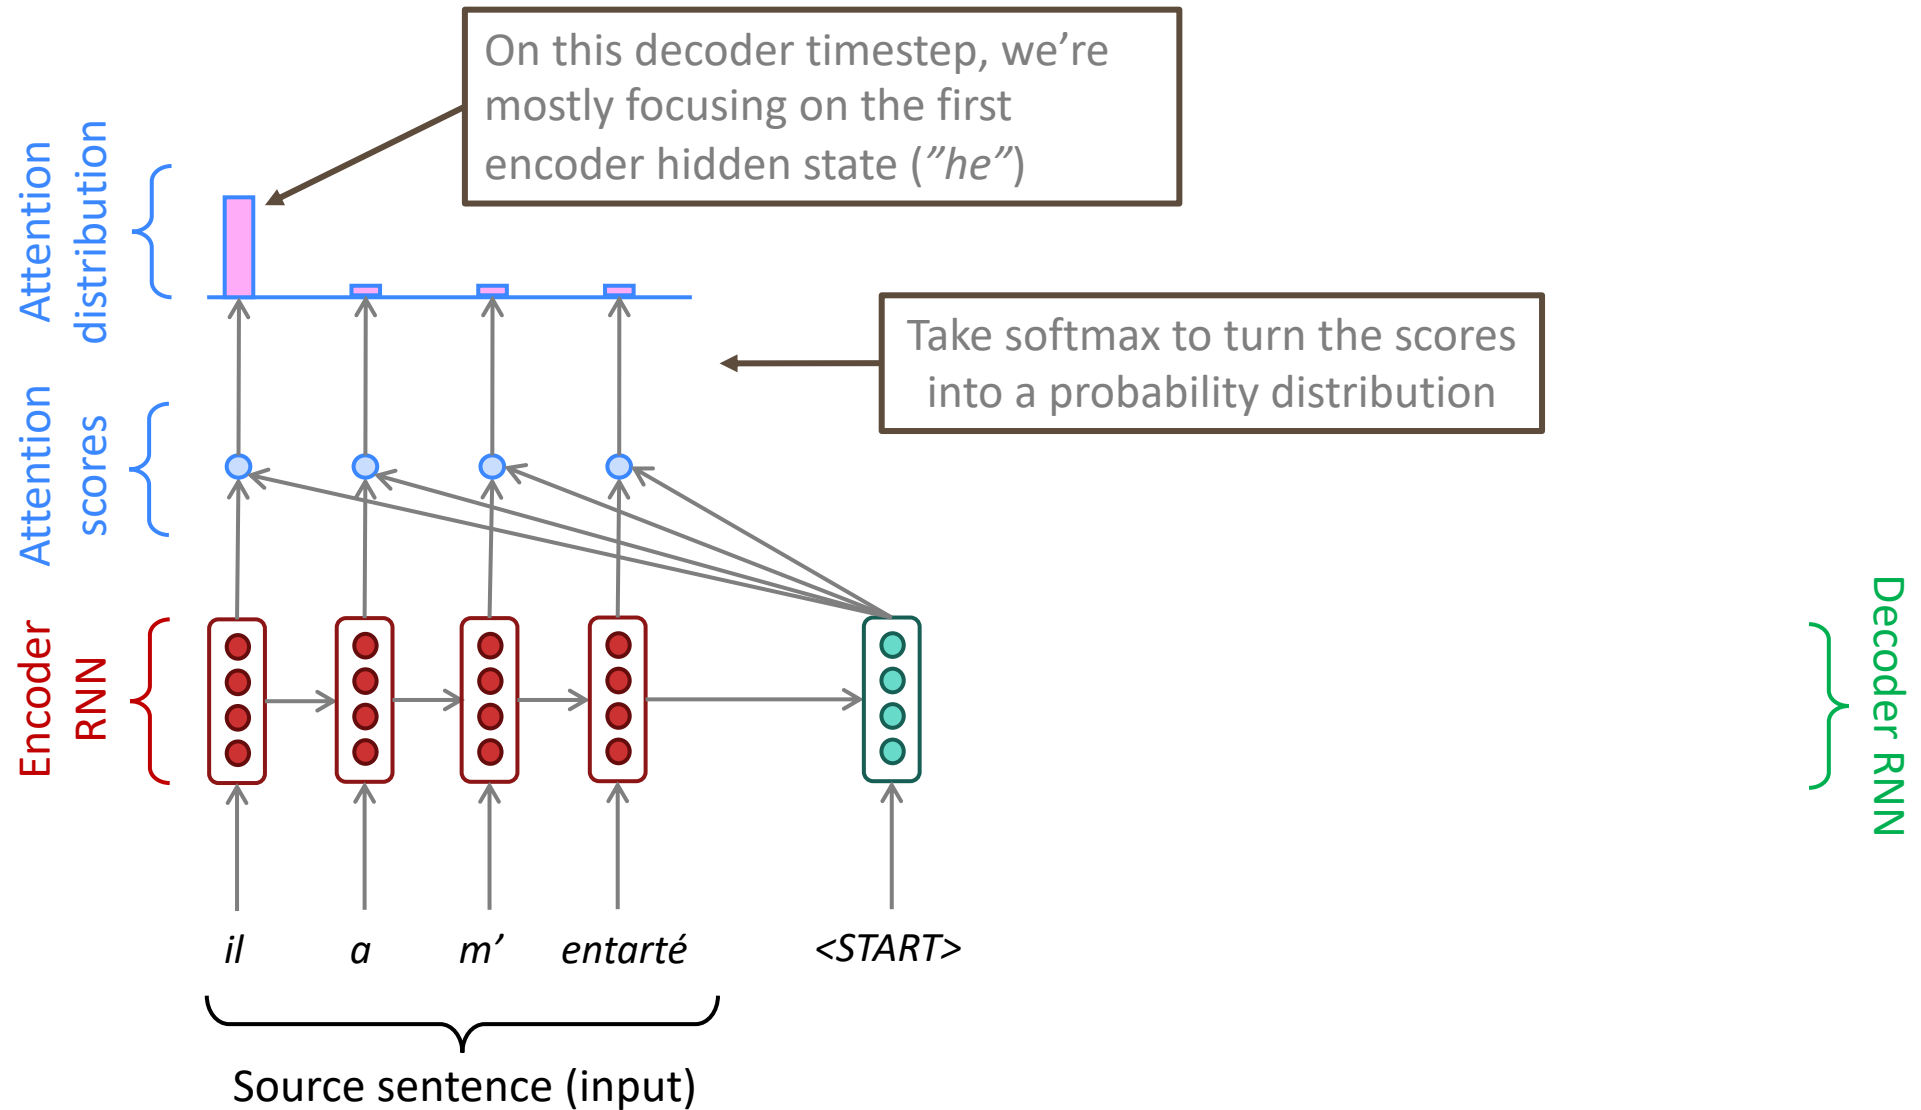 On this decoder timestep, we’re
mostly focusing on the first
encoder hidden state (”he”)
Attention
distribution
Take softmax to turn the scores
into a probability distribution
Attention
scores
Encoder
RNN
Decoder RNN
il a m’ entarté <START>
Source sentence (input)